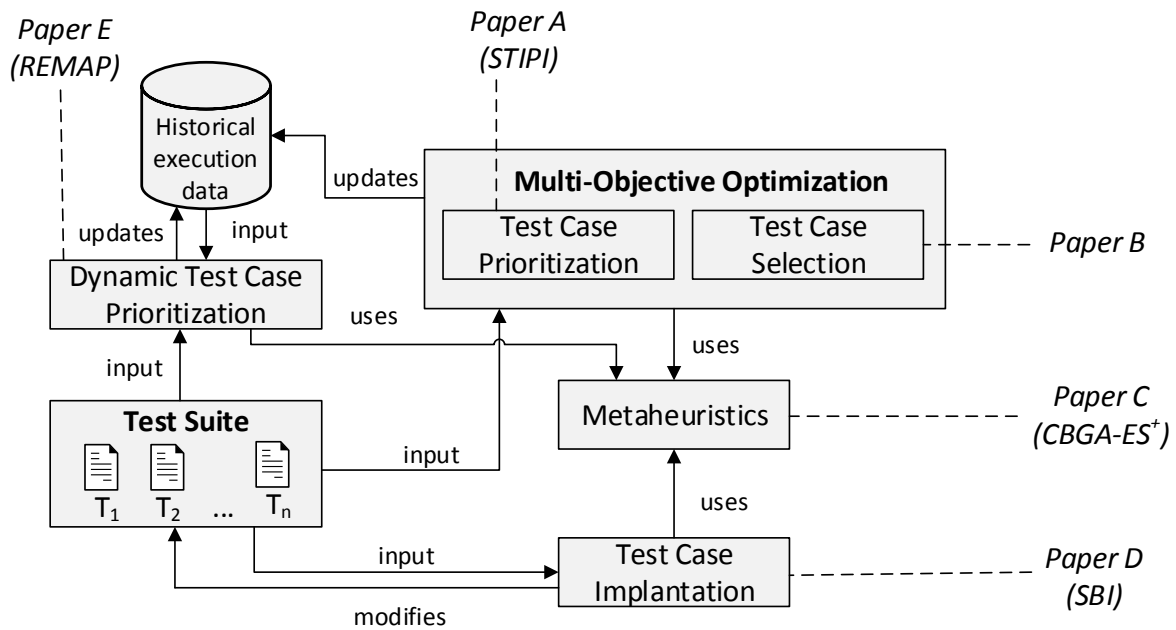 Paper E
(REMAP)
Paper A
(STIPI)
Historical
execution
data
updates
Multi-Objective Optimization
Test Case
Prioritization
Test Case
Selection
Paper B
updates
input
Dynamic Test Case
Prioritization
uses
uses
input
Test Suite
T1 T2 ... Tn
input
Metaheuristics
Paper C
(CBGA-ES+)
uses
input
Test Case
Implantation
modifies
Paper D
(SBI)